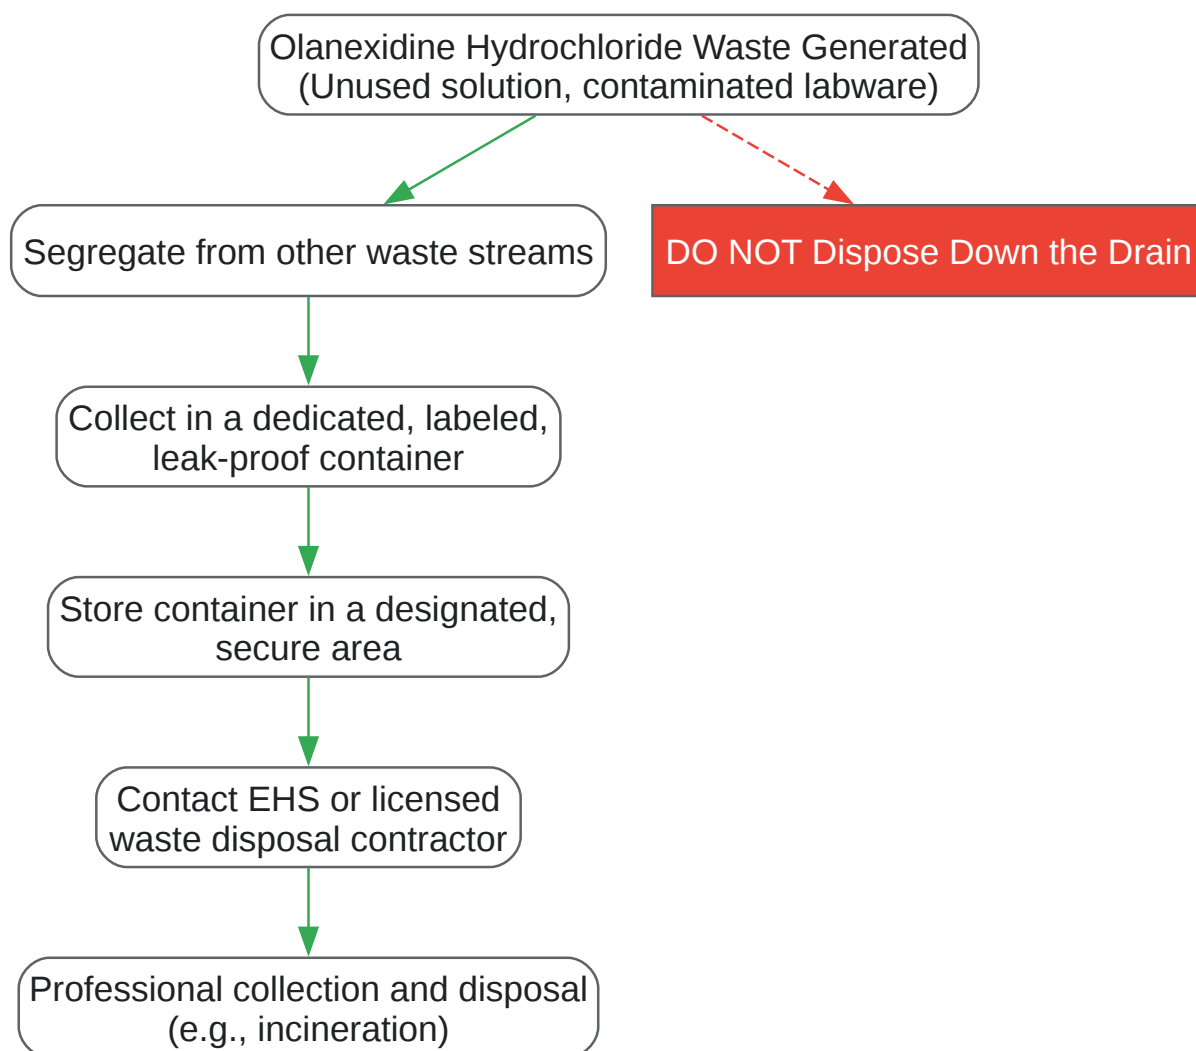 Olanexidine Hydrochloride Waste Generated
(Unused solution, contaminated labware)
Segregate from other waste streams
DO NOT Dispose Down the Drain
Collect in a dedicated, labeled,
leak-proof container
Store container in a designated,
secure area
Contact EHS or licensed
waste disposal contractor
Professional collection and disposal
(e.g., incineration)